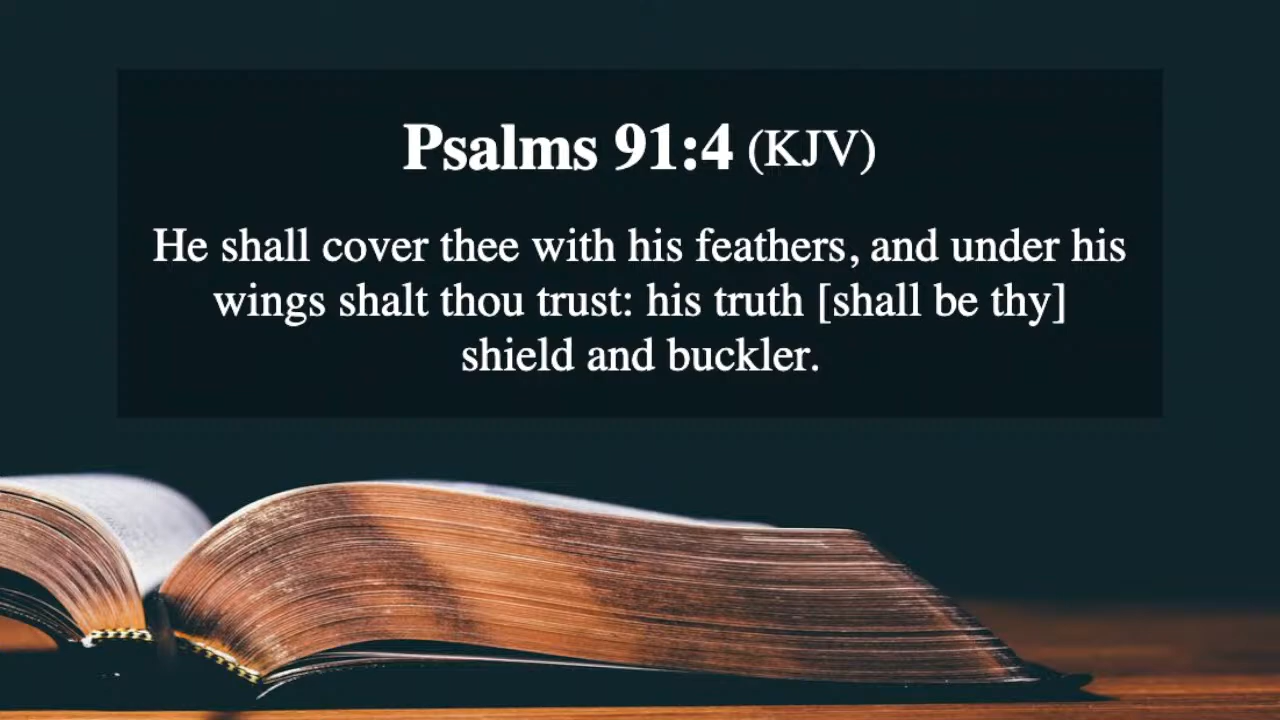 Psalms 91:4 (KJV)
He shall cover thee with his feathers, and under his
wings shalt thou trust: his truth [shall be thy]
shield and buckler.